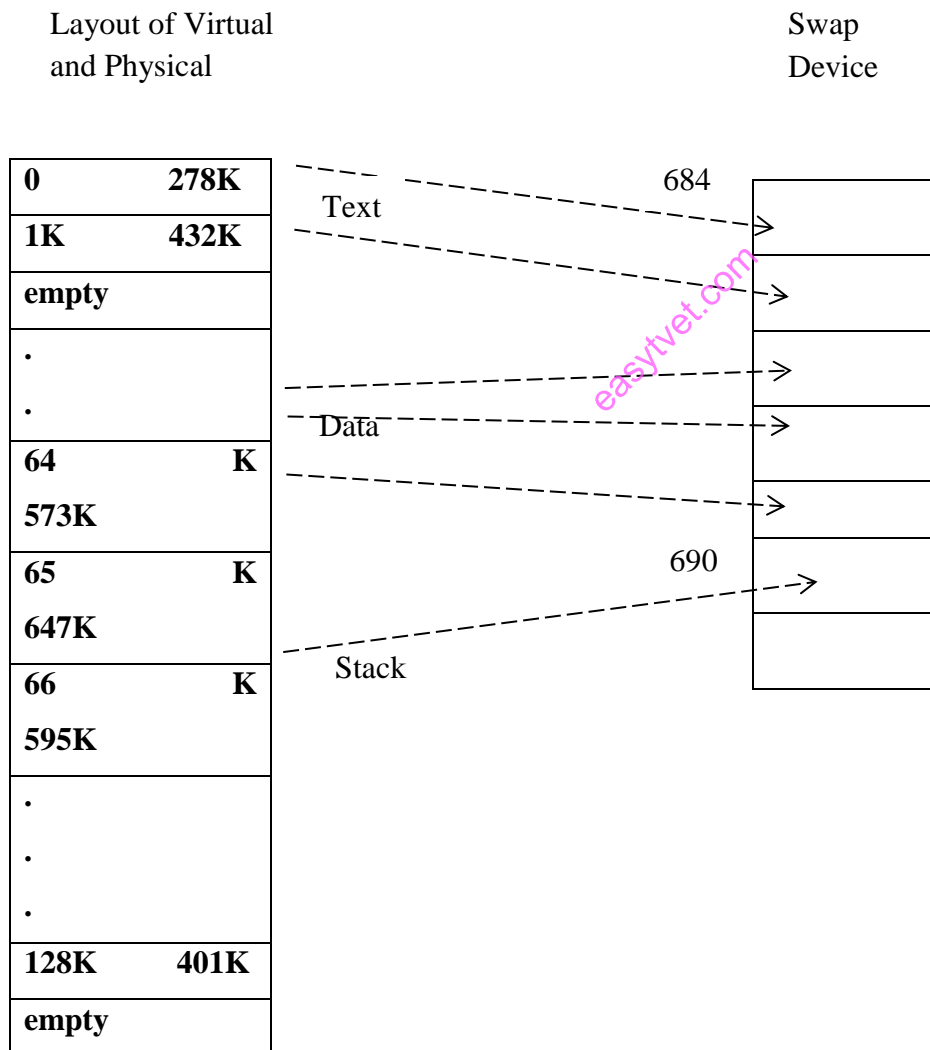 Layout of Virtual
and Physical
Swap
Device
0 278K
1K 432K
empty
.
.
64 K
573K
65 K
647K
66 K
595K
.
.
.
128K 401K
empty
Text
Data
Stack
684
690
easytvet.com